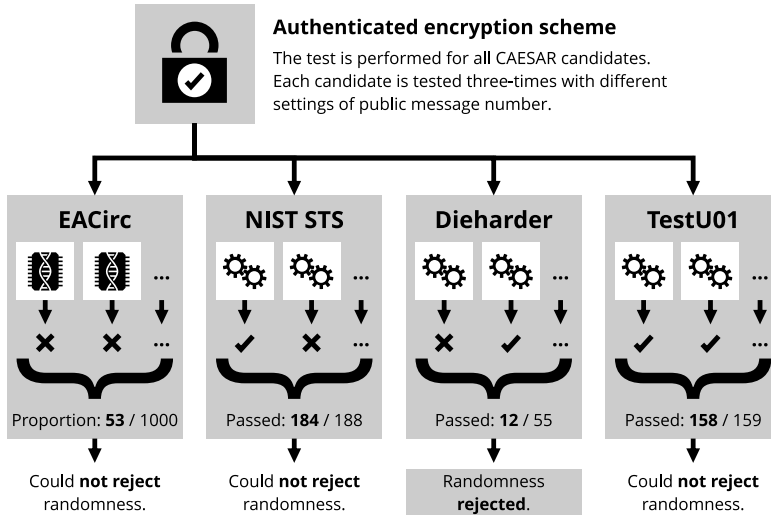 Authenticated encryption scheme
The test is performed for all CAESAR candidates.
Each candidate is tested three-times with different
settings of public message number.
EACirc
NIST STS
Dieharder
TestU01
... ... ... ...
... ... ... ...
Proportion: 53 / 1000
Passed: 184 / 188
Passed: 12 / 55
Passed: 158 / 159
Could not reject
randomness.
Could not reject
randomness.
Randomness
rejected.
Could not reject
randomness.